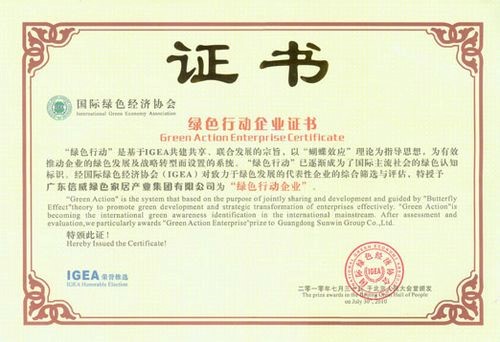 证书
国际绿色经济协会
International Green Economy Association
绿色行动企业证书
Green Action Enterprise Certificate
“绿色行动”是基于IGEA共建共享、联合发展的宗旨，以“蝴蝶效应”理论为指导思想，为有效
推动企业的绿色发展及战略转型而设置的系统。“绿色行动”已逐渐成为了国际主流社会的绿色认知
标识。经国际绿色经济协会（IGEA）对致力于绿色发展的代表性企业的综合筛选与评估，特授予
广东信威绿色家居产业集团有限公司为“绿色行动企业”。
"Green Action" is the system that based on the purpose of jointly sharing and development and guided by "Butterfly
Effect"theory to promote green development and strategic transformation of enterprises effectively. "Green Action"is
becoming the international green awareness identification in the international mainstream. After assessment and
evaluation,we particularly awards "Green Action Enterprise"prize to Guangdong Sunwin Group Co.,Ltd.
特颁此证！
Hereby Issued the Certificate!
IGEA 荣誉推选
IGEA Honorable Election
国际绿色经济协会
(IGEA)
二〇一〇年七月三十日于北京人民大会堂颁发
The prize awards in the Beijing Great Hall of People
on July 30th, 2010